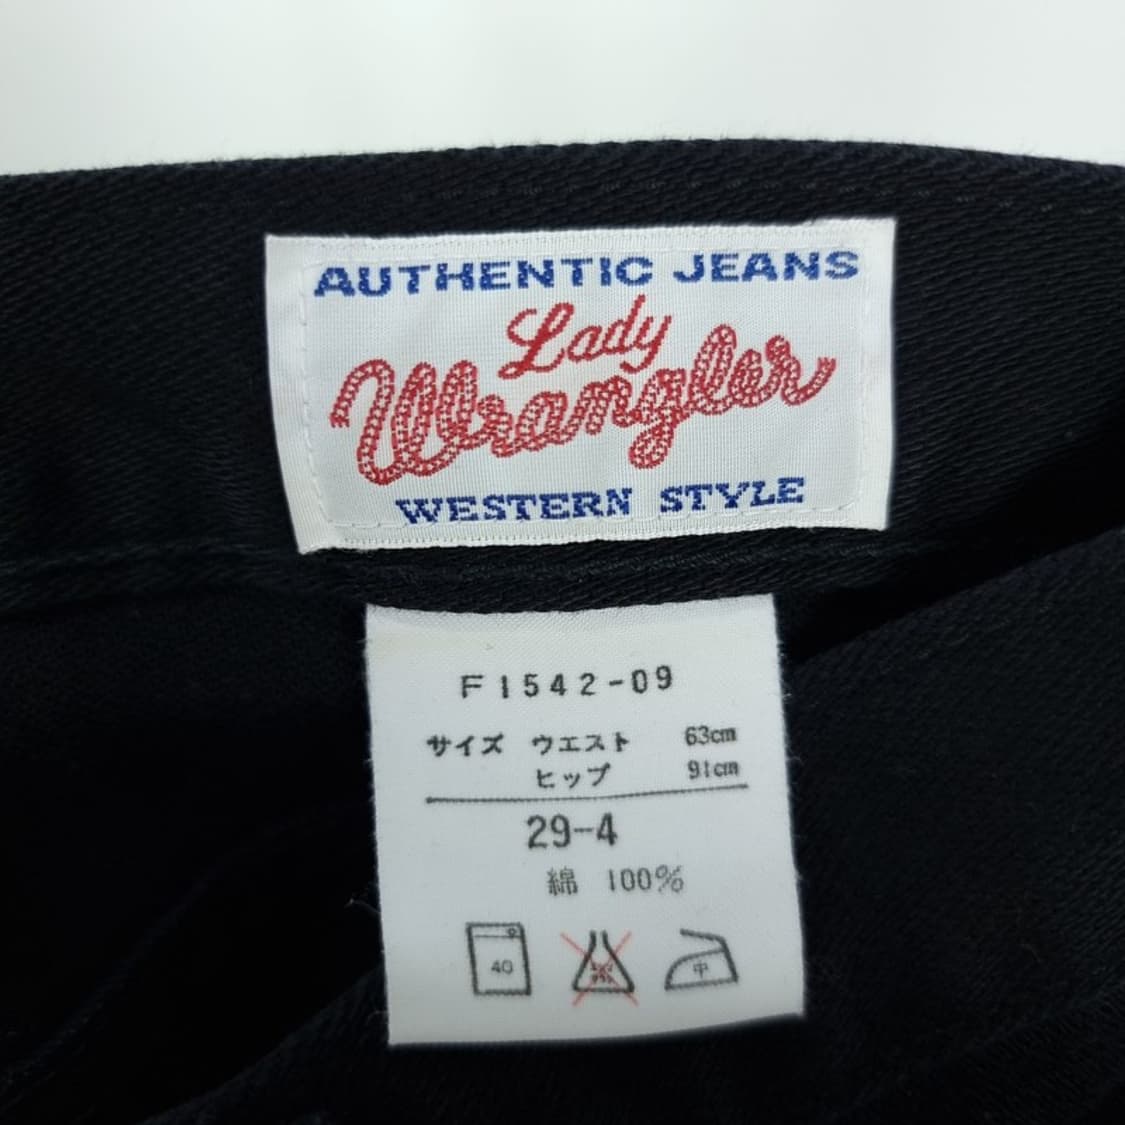 AUTHENTIC JEANS
Lady
Wrangler
WESTERN STYLE
F1542-09
サイズ ウエスト 63cm
ヒップ 91cm
29-4
綿 100%
40 中